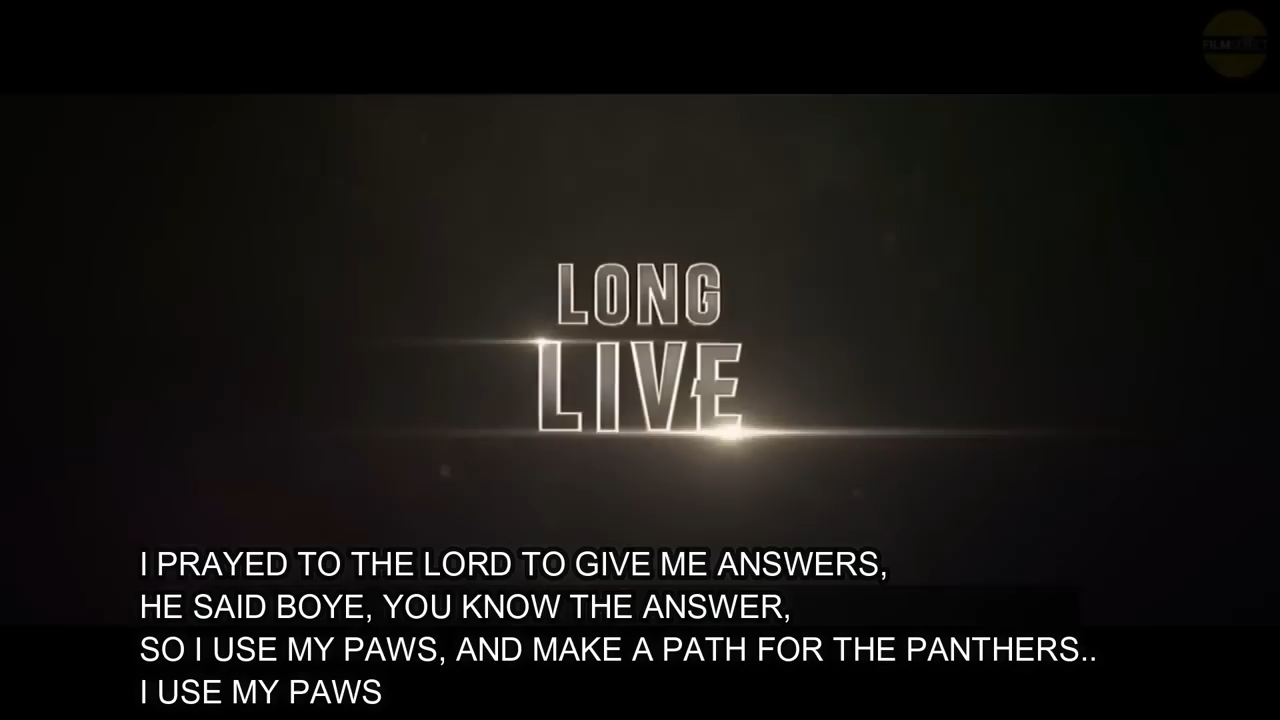 LONG
LIVE
I PRAYED TO THE LORD TO GIVE ME ANSWERS,
HE SAID BOYE, YOU KNOW THE ANSWER,
SO I USE MY PAWS, AND MAKE A PATH FOR THE PANTHERS..
I USE MY PAWS